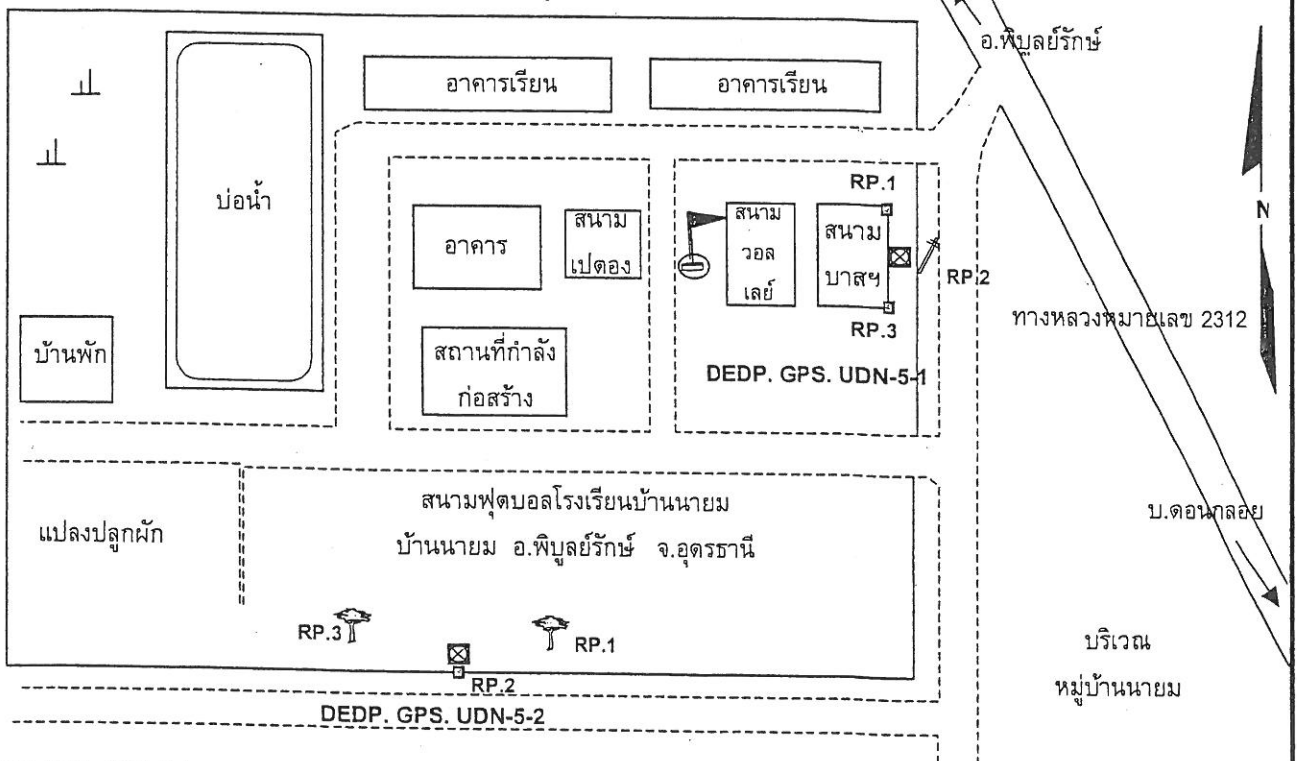 อ.พิบูลย์รักษ์
อาคารเรียน
อาคารเรียน
บ่อน้ำ
RP.1
สนาม
วอล
เลย์
สนาม
บาสฯ
อาคาร
สนาม
เปตอง
N
RP.2
บ้านพัก
สถานที่กำลัง
ก่อสร้าง
RP.3
DEDP. GPS. UDN-5-1
ทางหลวงหมายเลข 2312
แปลงปลูกผัก
สนามฟุตบอลโรงเรียนบ้านนายม
บ้านนายม อ.พิบูลย์รักษ์ จ.อุดรธานี
บ.ดอนกลอย
RP.3
RP.1
RP.2
DEDP. GPS. UDN-5-2
บริเวณ
หมู่บ้านนายม